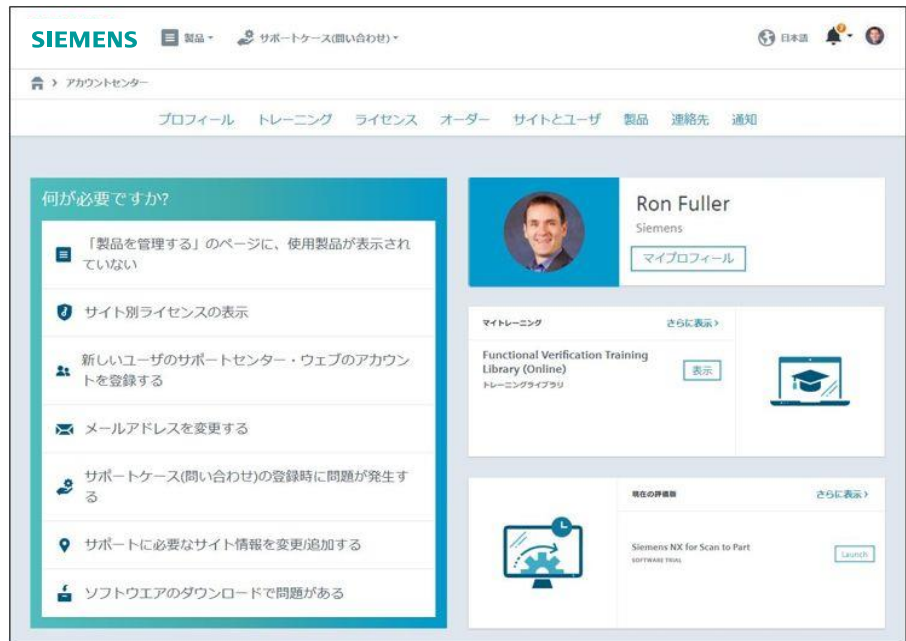 SIEMENS 製品 サポートケース(問い合わせ) 日本語
アカウントセンター
プロフィール トレーニング ライセンス オーダー サイトとユーザ 製品 連絡先 通知
何が必要ですか?
「製品を管理する」のページに、使用製品が表示され
ていない
サイト別ライセンスの表示
新しいユーザのサポートセンター・ウェブのアカウン
トを登録する
メールアドレスを変更する
サポートケース(問い合わせ)の登録時に問題が発生す
る
サポートに必要なサイト情報を変更/追加する
ソフトウエアのダウンロードで問題がある
Ron Fuller
Siemens
マイプロフィール
マイトレーニング さらに表示
Functional Verification Training
Library (Online)
トレーニングライブラリ
表示
現在の評価版 さらに表示
Siemens NX for Scan to Part
SOFTWARE TRIAL
Launch